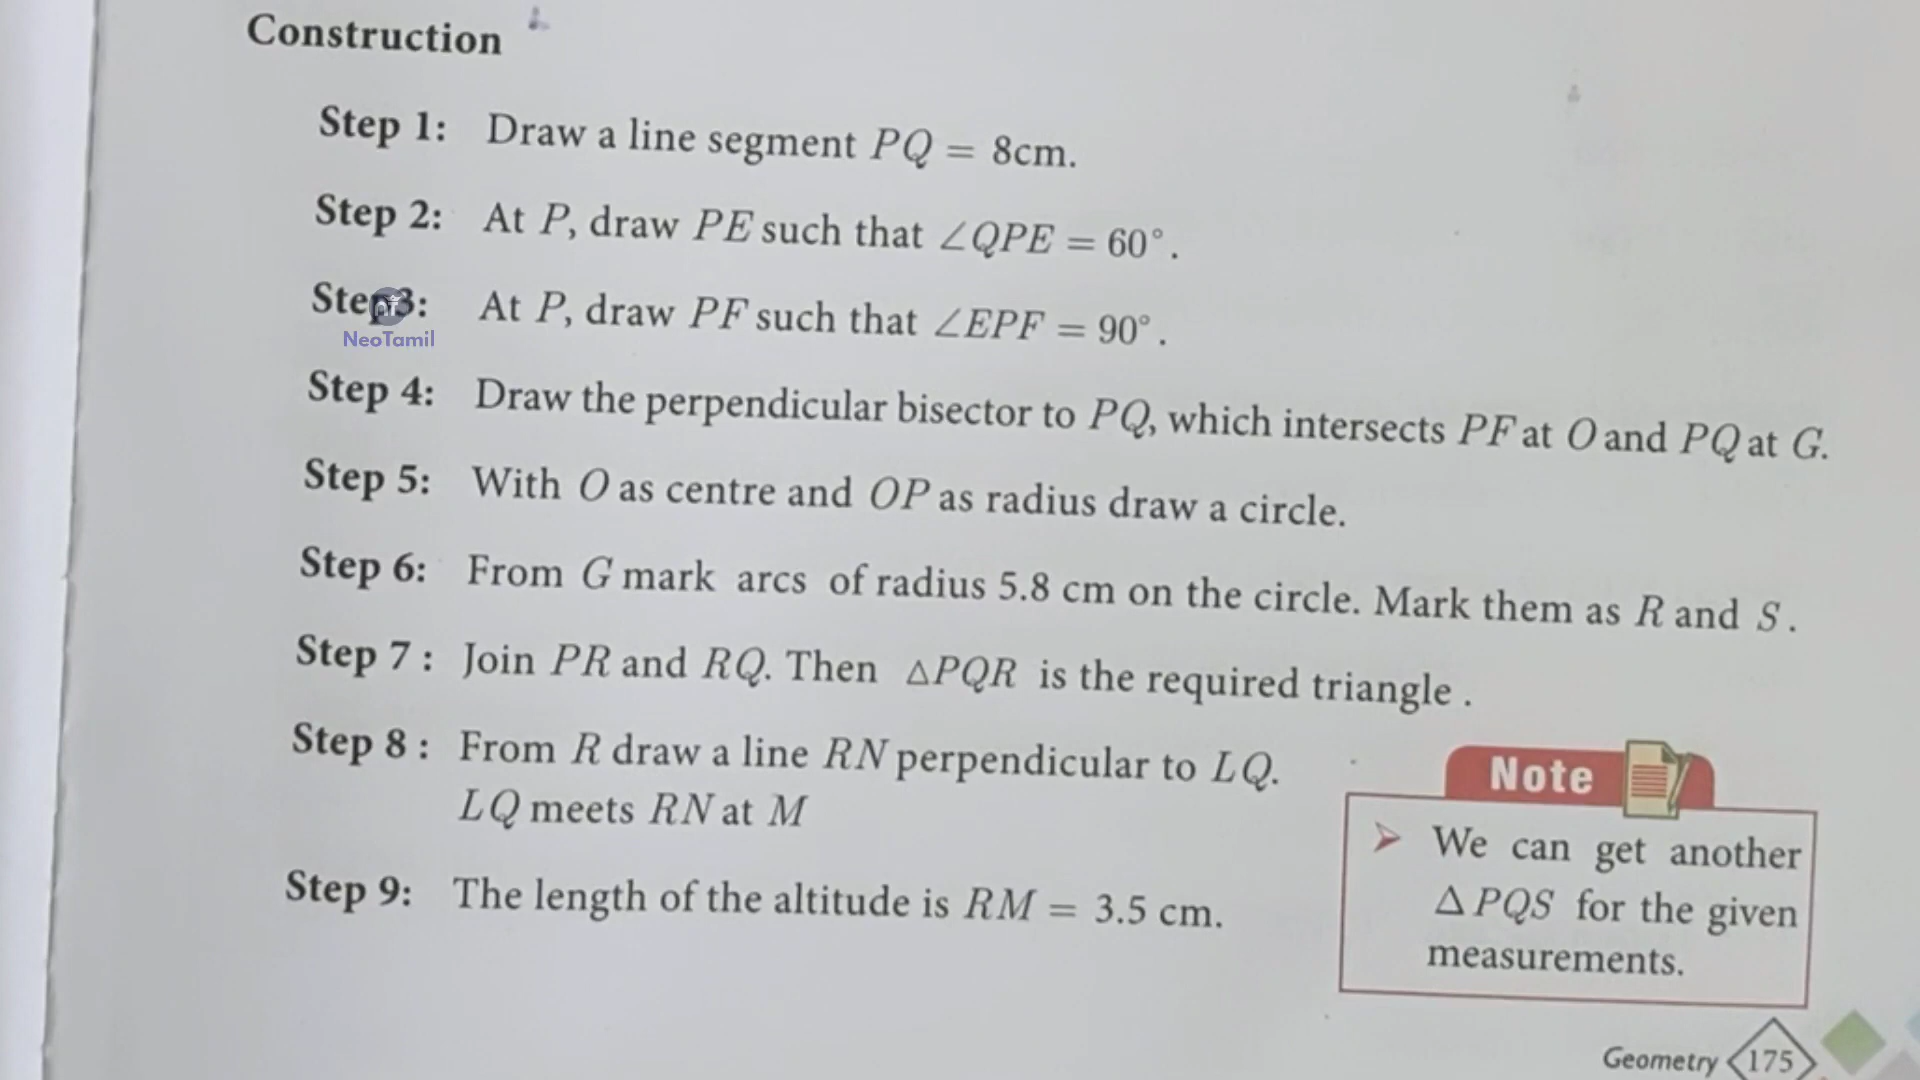 Construction
Step 1: Draw a line segment PQ = 8cm.
Step 2: At P, draw PE such that ∠QPE = 60°.
Step3: At P, draw PF such that ∠EPF = 90°.
NeoTamil
Step 4: Draw the perpendicular bisector to PQ, which intersects PF at O and PQ at G.
Step 5: With O as centre and OP as radius draw a circle.
Step 6: From G mark arcs of radius 5.8 cm on the circle. Mark them as R and S.
Step 7 : Join PR and RQ. Then △PQR is the required triangle .
Step 8 : From R draw a line RN perpendicular to LQ.
LQ meets RN at M
Step 9: The length of the altitude is RM = 3.5 cm.
Note
➢ We can get another
△PQS for the given
measurements.
Geometry 175